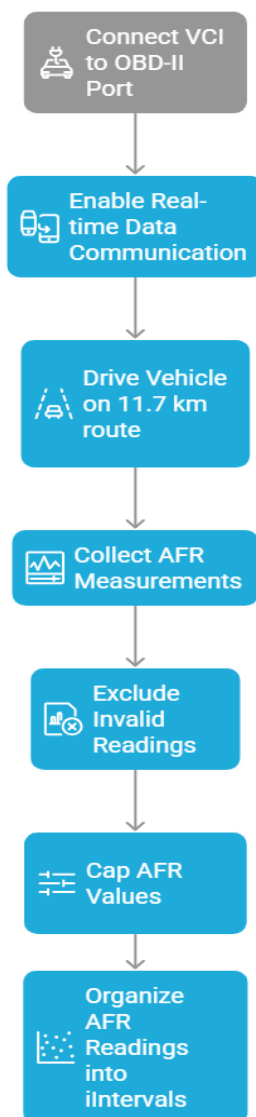 Connect VCI
to OBD-II
Port
Enable Real-
time Data
Communication
Drive Vehicle
on 11.7 km
route
Collect AFR
Measurements
Exclude
Invalid
Readings
Cap AFR
Values
Organize
AFR
Readings
into
iIntervals